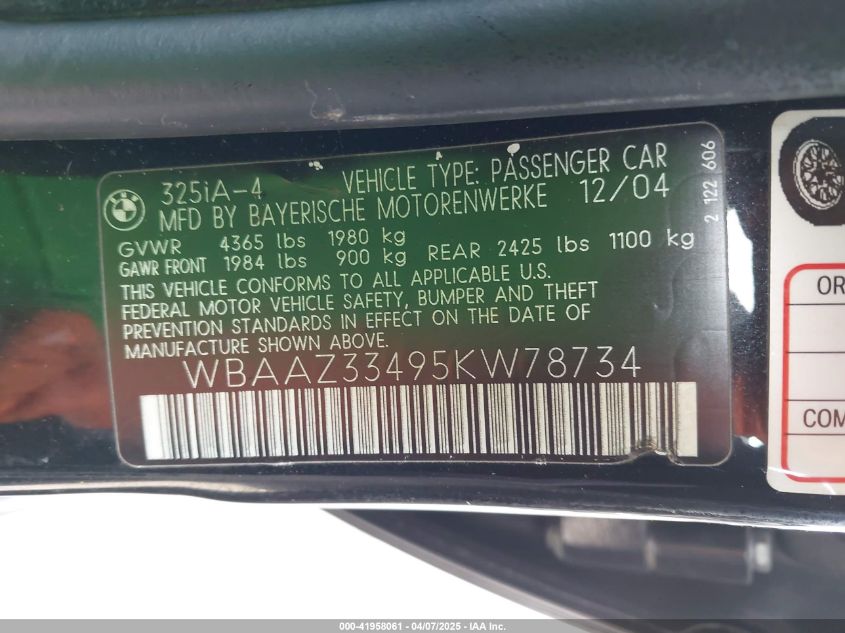 325iA-4 VEHICLE TYPE: PASSENGER CAR
MFD BY BAYERISCHE MOTORENWERKE 12/04
GVWR 4365 lbs 1980 kg
GAWR FRONT 1984 lbs 900 kg REAR 2425 lbs 1100 kg
THIS VEHICLE CONFORMS TO ALL APPLICABLE U.S.
FEDERAL MOTOR VEHICLE SAFETY, BUMPER AND THEFT
PREVENTION STANDARDS IN EFFECT ON THE DATE OF
MANUFACTURE SHOWN ABOVE.
WBAAZ33495KW78734
2 122 606
OR
COM
000-41958061 - 04/07/2025 - IAA Inc.